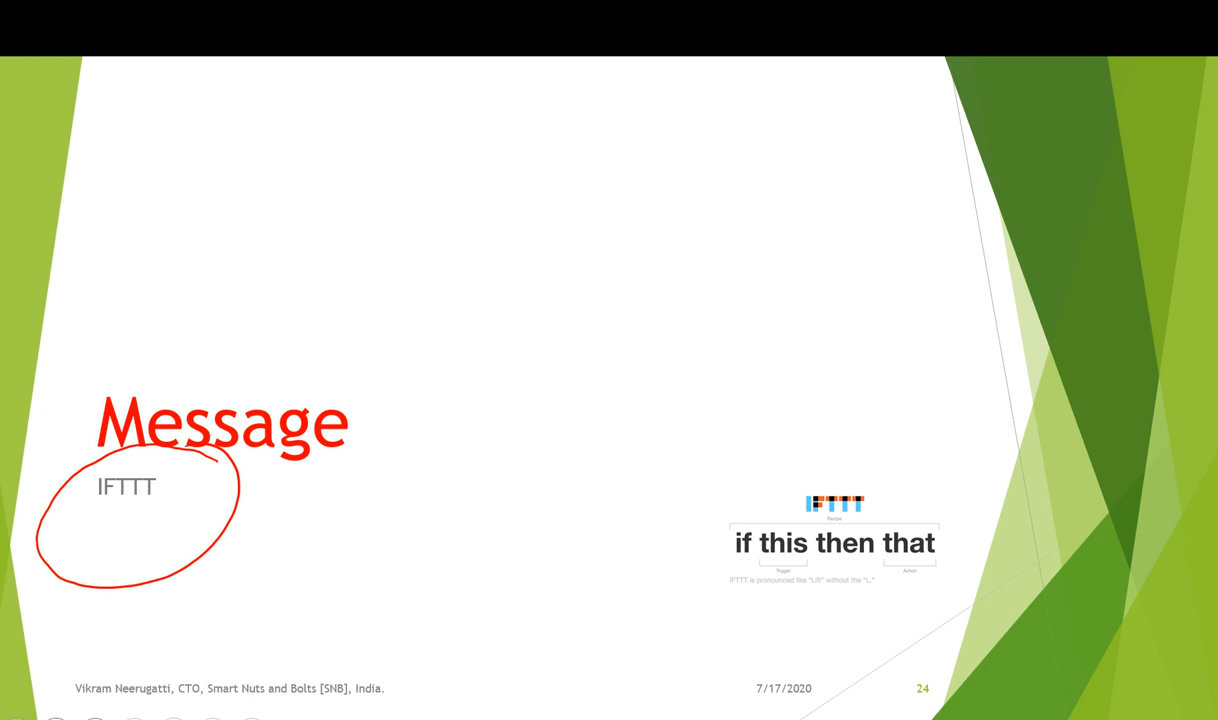 Message
IFTTT
IFTTT
Recipe
if this then that
Trigger
Action
IFTTT is pronounced like "Lift" without the "L."
Vikram Neerugatti, CTO, Smart Nuts and Bolts [SNB], India.
7/17/2020
24